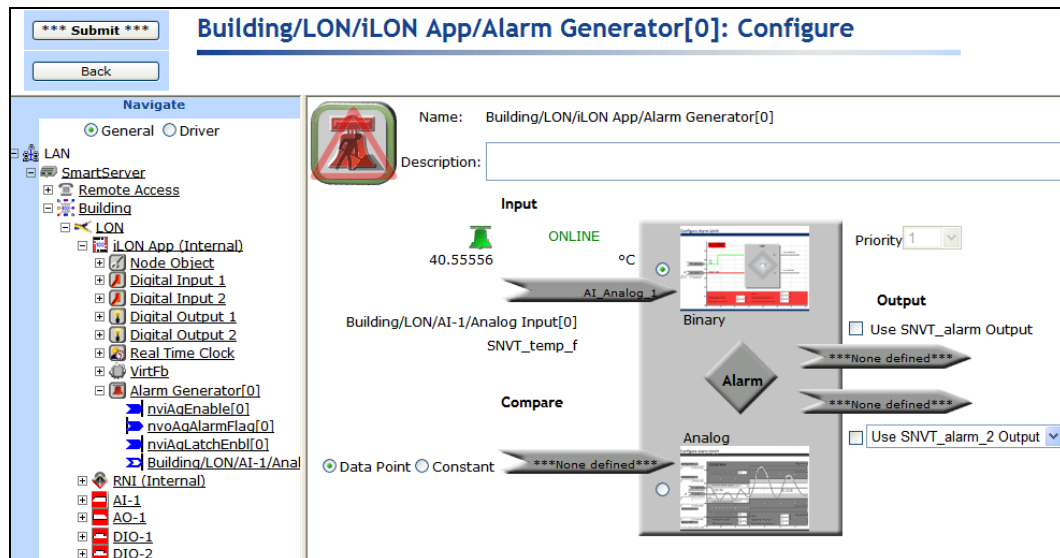 *** Submit ***
Back
Building/LON/iLON App/Alarm Generator[0]: Configure
Navigate
General Driver
LAN
SmartServer
Remote Access
Building
LON
iLON App (Internal)
Node Object
Digital Input 1
Digital Input 2
Digital Output 1
Digital Output 2
Real Time Clock
VirtFb
Alarm Generator[0]
nviAgEnable[0]
nvoAgAlarmFlag[0]
nviAgLatchEnbl[0]
Building/LON/AI-1/Anal
RNI (Internal)
AI-1
AO-1
DIO-1
DIO-2
Name: Building/LON/iLON App/Alarm Generator[0]
Description:
Input
ONLINE
40.55556 °C
AI_Analog_1
Building/LON/AI-1/Analog Input[0]
SNVT_temp_f
Compare
Data Point Constant
***None defined***
Binary
Alarm
Analog
Priority 1
Output
Use SNVT_alarm Output
***None defined***
***None defined***
Use SNVT_alarm_2 Output